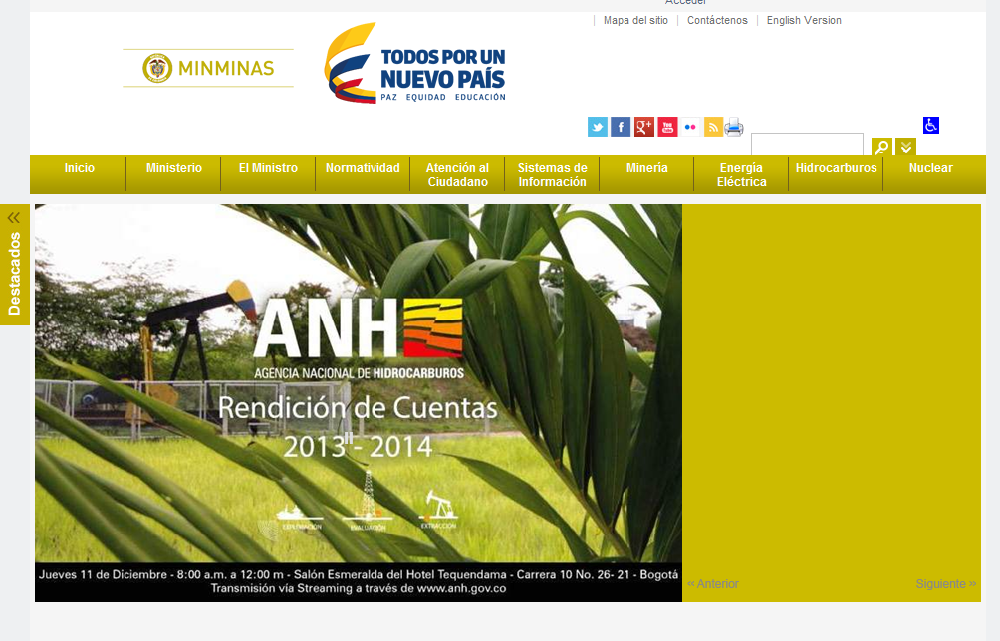 Acceder
Mapa del sitio
Contáctenos
English Version
MINMINAS
TODOS POR UN
NUEVO PAÍS
PAZ EQUIDAD EDUCACIÓN
Inicio
Ministerio
El Ministro
Normatividad
Atención al
Ciudadano
Sistemas de
Información
Minería
Energía
Eléctrica
Hidrocarburos
Nuclear
Destacados
ANH
AGENCIA NACIONAL DE HIDROCARBUROS
Rendición de Cuentas
2013 - 2014
EXPLORACIÓN
EVALUACIÓN
EXTRACCIÓN
Jueves 11 de Diciembre - 8:00 a.m. a 12:00 m - Salón Esmeralda del Hotel Tequendama - Carrera 10 No. 26- 21 - Bogotá
Transmisión vía Streaming a través de www.anh.gov.co
« Anterior
Siguiente »